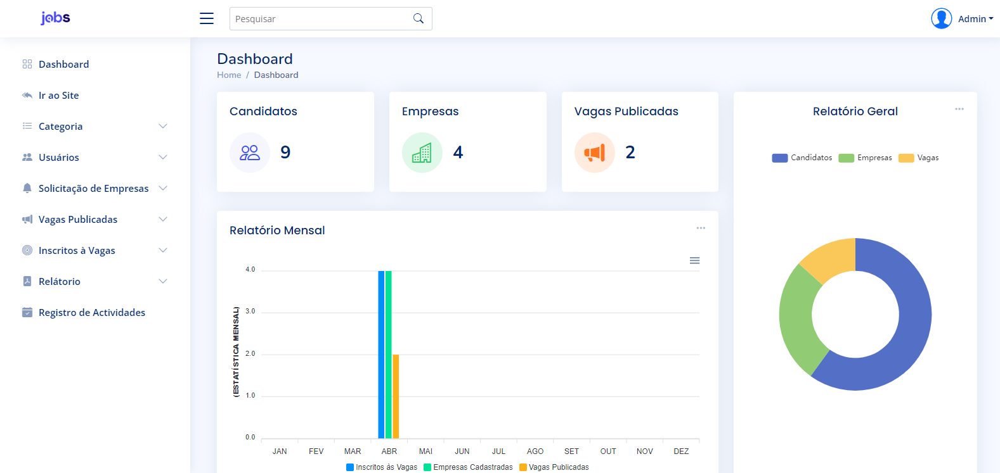 jobs
Pesquisar
Admin
Dashboard
Ir ao Site
Categoria
Usuários
Solicitação de Empresas
Vagas Publicadas
Inscritos à Vagas
Relátorio
Registro de Actividades
Dashboard
Home / Dashboard
Candidatos
9
Empresas
4
Vagas Publicadas
2
Relatório Mensal
(ESTATÍSTICA MENSAL)
4.0
3.0
2.0
1.0
0.0
JAN FEV MAR ABR MAI JUN JUL AGO SET OUT NOV DEZ
Inscritos às Vagas Empresas Cadastradas Vagas Publicadas
Relatório Geral
Candidatos Empresas Vagas